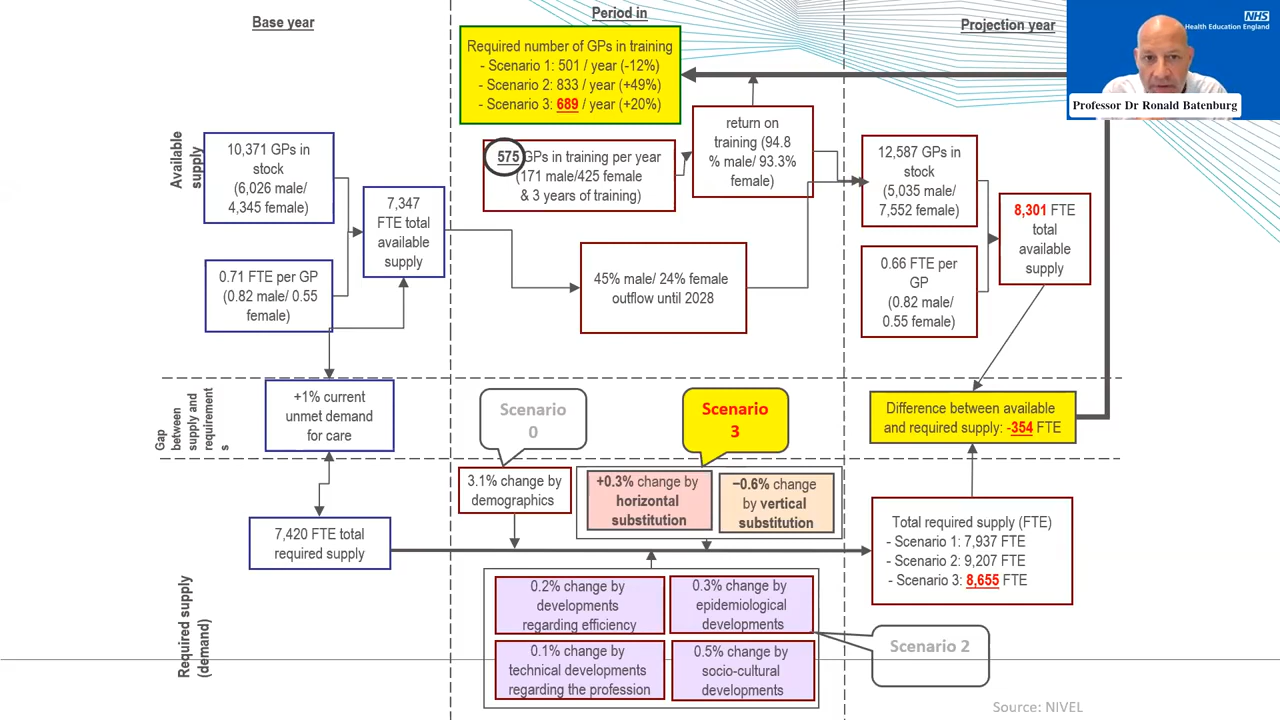 Base year
Period in
Projection year
NHS
Health Education England
Professor Dr Ronald Batenburg
Required number of GPs in training
- Scenario 1: 501 / year (-12%)
- Scenario 2: 833 / year (+49%)
- Scenario 3: 689 / year (+20%)
Available
supply
10,371 GPs in
stock
(6,026 male/
4,345 female)
7,347
FTE total
available
supply
0.71 FTE per GP
(0.82 male/ 0.55
female)
575 GPs in training per year
(171 male/425 female
& 3 years of training)
return on
training (94.8
% male/ 93.3%
female)
45% male/ 24% female
outflow until 2028
12,587 GPs in
stock
(5,035 male/
7,552 female)
0.66 FTE per
GP
(0.82 male/
0.55 female)
8,301 FTE
total
available
supply
Gap
between
supply and
requirement
s
+1% current
unmet demand
for care
Scenario
0
Scenario
3
Difference between available
and required supply: -354 FTE
3.1% change by
demographics
+0.3% change by
horizontal
substitution
−0.6% change
by vertical
substitution
7,420 FTE total
required supply
Total required supply (FTE)
- Scenario 1: 7,937 FTE
- Scenario 2: 9,207 FTE
- Scenario 3: 8,655 FTE
Required supply
(demand)
0.2% change by
developments
regarding efficiency
0.3% change by
epidemiological
developments
0.1% change by
technical developments
regarding the profession
0.5% change by
socio-cultural
developments
Scenario 2
Source: NIVEL